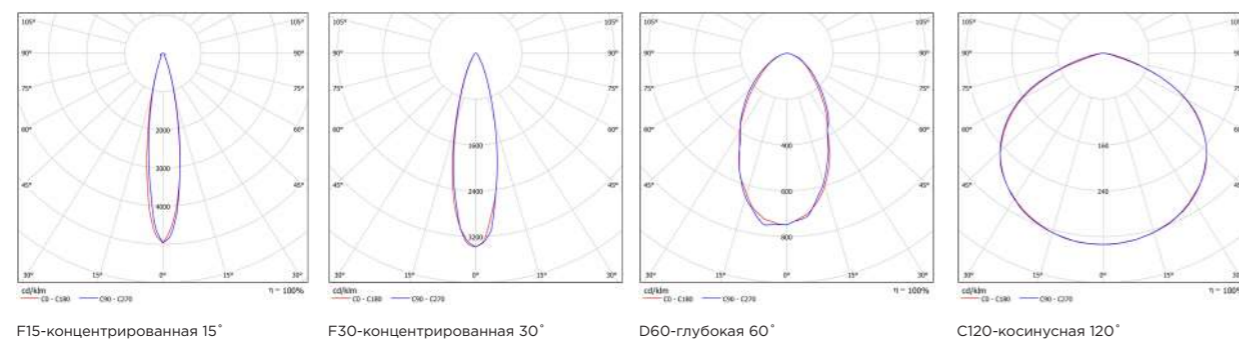 105° 105° 105° 105° 105° 105° 105°
90° 90° 90° 90° 90° 90° 90° 90°
75° 75° 75° 75° 75° 75° 75° 75°
60° 60° 60° 60° 60° 60° 60° 60°
45° 45° 45° 45° 45° 45° 45° 45°
2000 1600 400 160
3000 2400 600 240
4000 3200 800
30° 15° 0° 15° 30° 30° 15° 0° 15° 30° 30° 15° 0° 15° 30° 30° 15° 0° 15° 30°
cd/klm η = 100% cd/klm η = 100% cd/klm η = 100% cd/klm η = 100%
C0 - C180 C90 - C270 C0 - C180 C90 - C270 C0 - C180 C90 - C270 C0 - C180 C90 - C270
F15-концентрированная 15° F30-концентрированная 30° D60-глубокая 60° C120-косинусная 120°